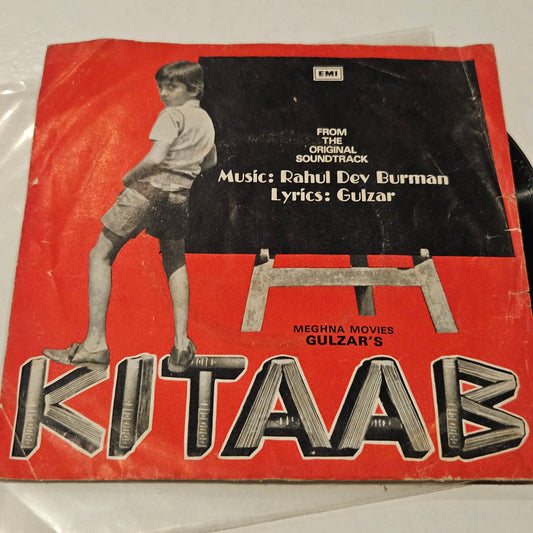 EMI
FROM
THE
ORIGINAL
SOUNDTRACK
Music: Rahul Dev Burman
Lyrics: Gulzar
MEGHNA MOVIES
GULZAR'S
KITAAB